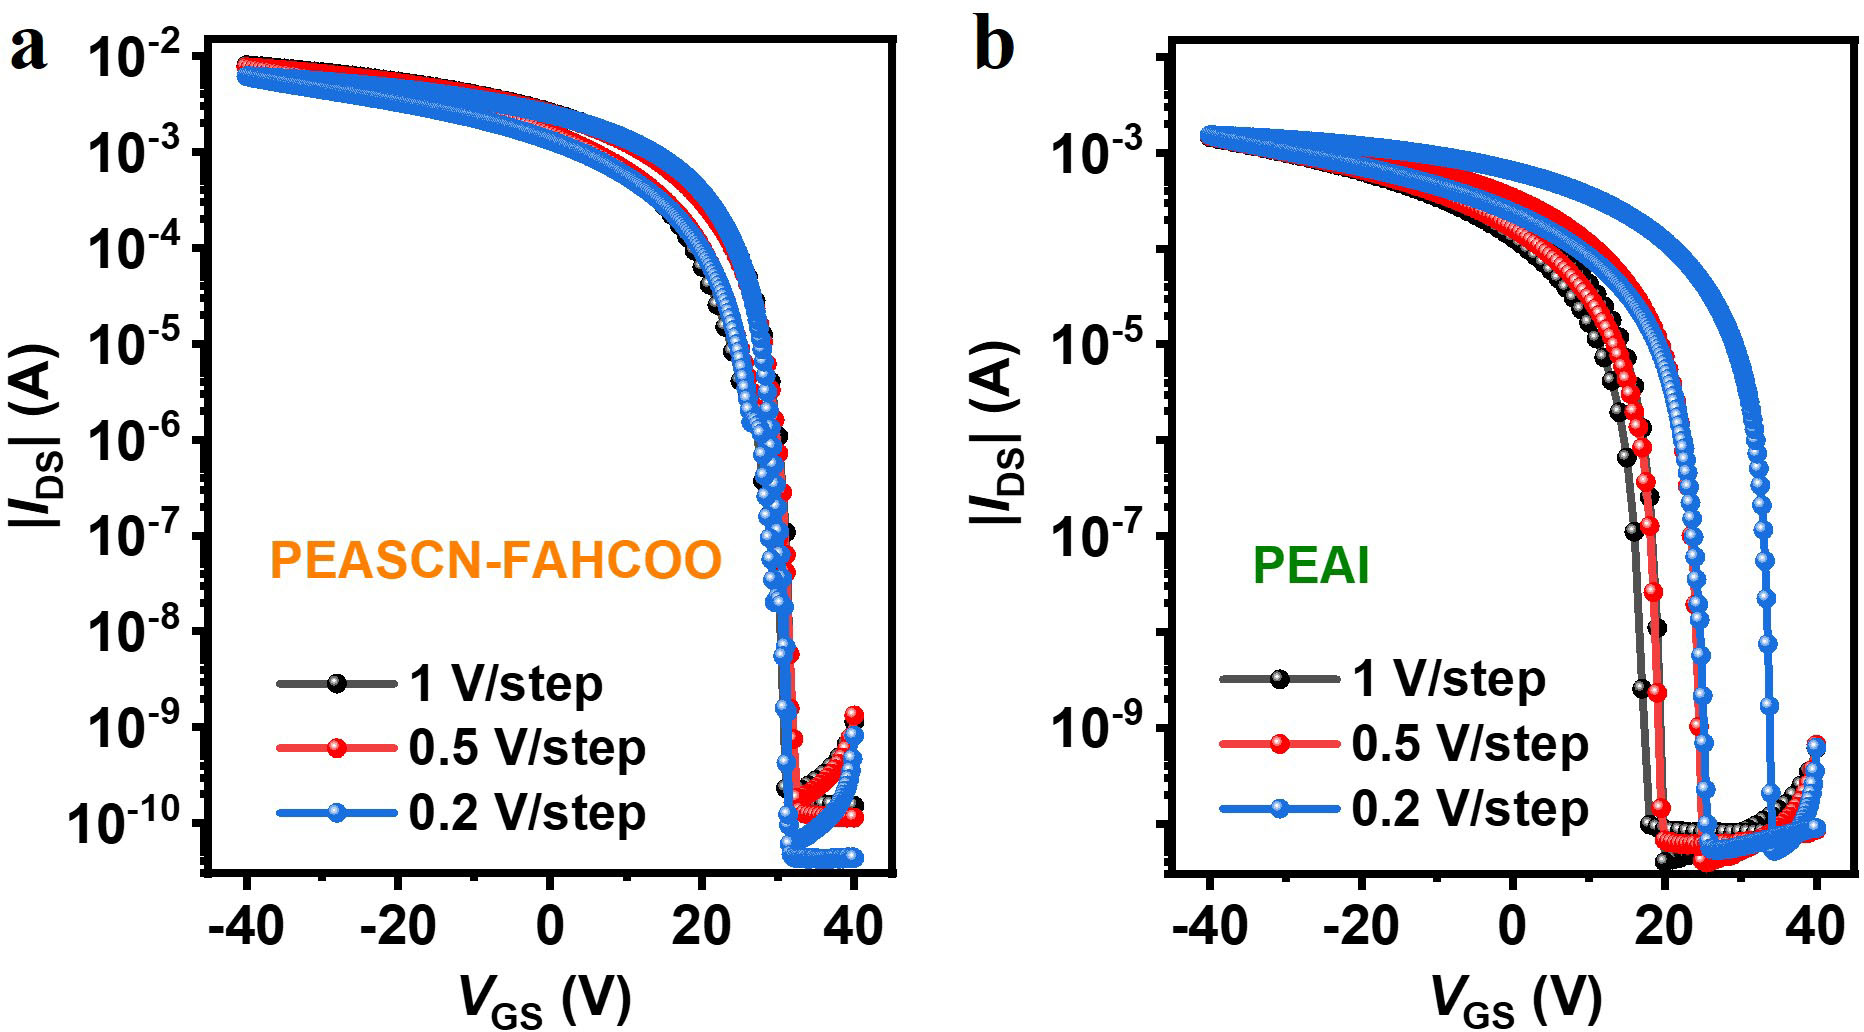 a
10-2
10-3
10-4
10-5
10-6
10-7
10-8
10-9
10-10
|IDS| (A)
PEASCN-FAHCOO
1 V/step
0.5 V/step
0.2 V/step
-40 -20 0 20 40
VGS (V)
b
10-3
10-5
10-7
10-9
|IDS| (A)
PEAI
1 V/step
0.5 V/step
0.2 V/step
-40 -20 0 20 40
VGS (V)